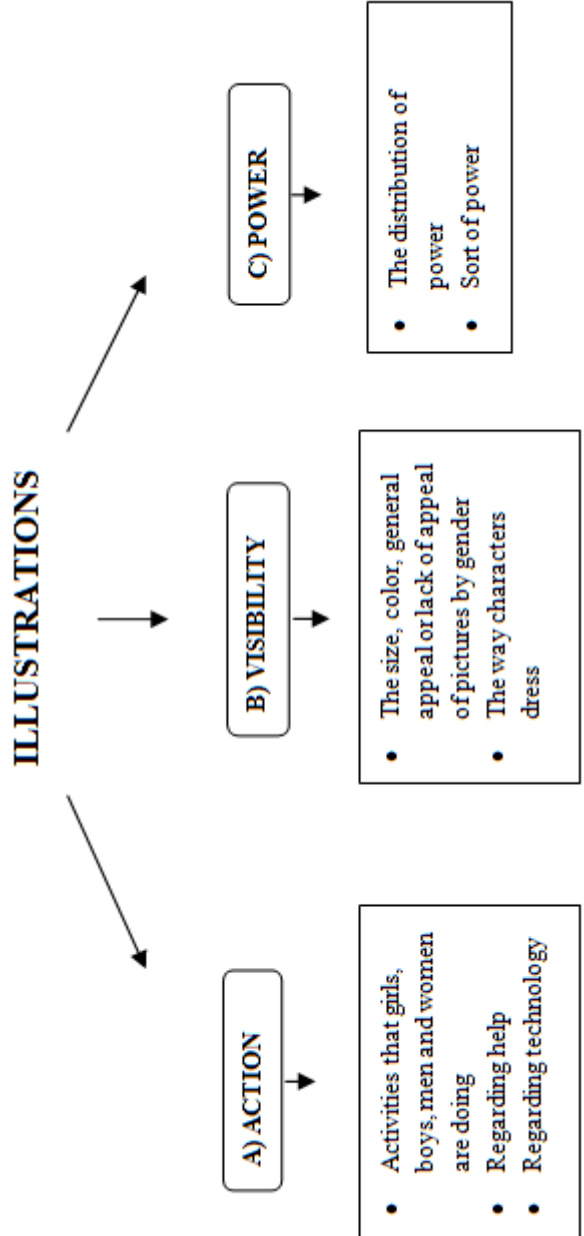 ILLUSTRATIONS
A) ACTION
• Activities that girls,
boys, men and women
are doing
• Regarding help
• Regarding technology
B) VISIBILITY
• The size, color, general
appeal or lack of appeal
of pictures by gender
• The way characters
dress
C) POWER
• The distribution of
power
• Sort of power